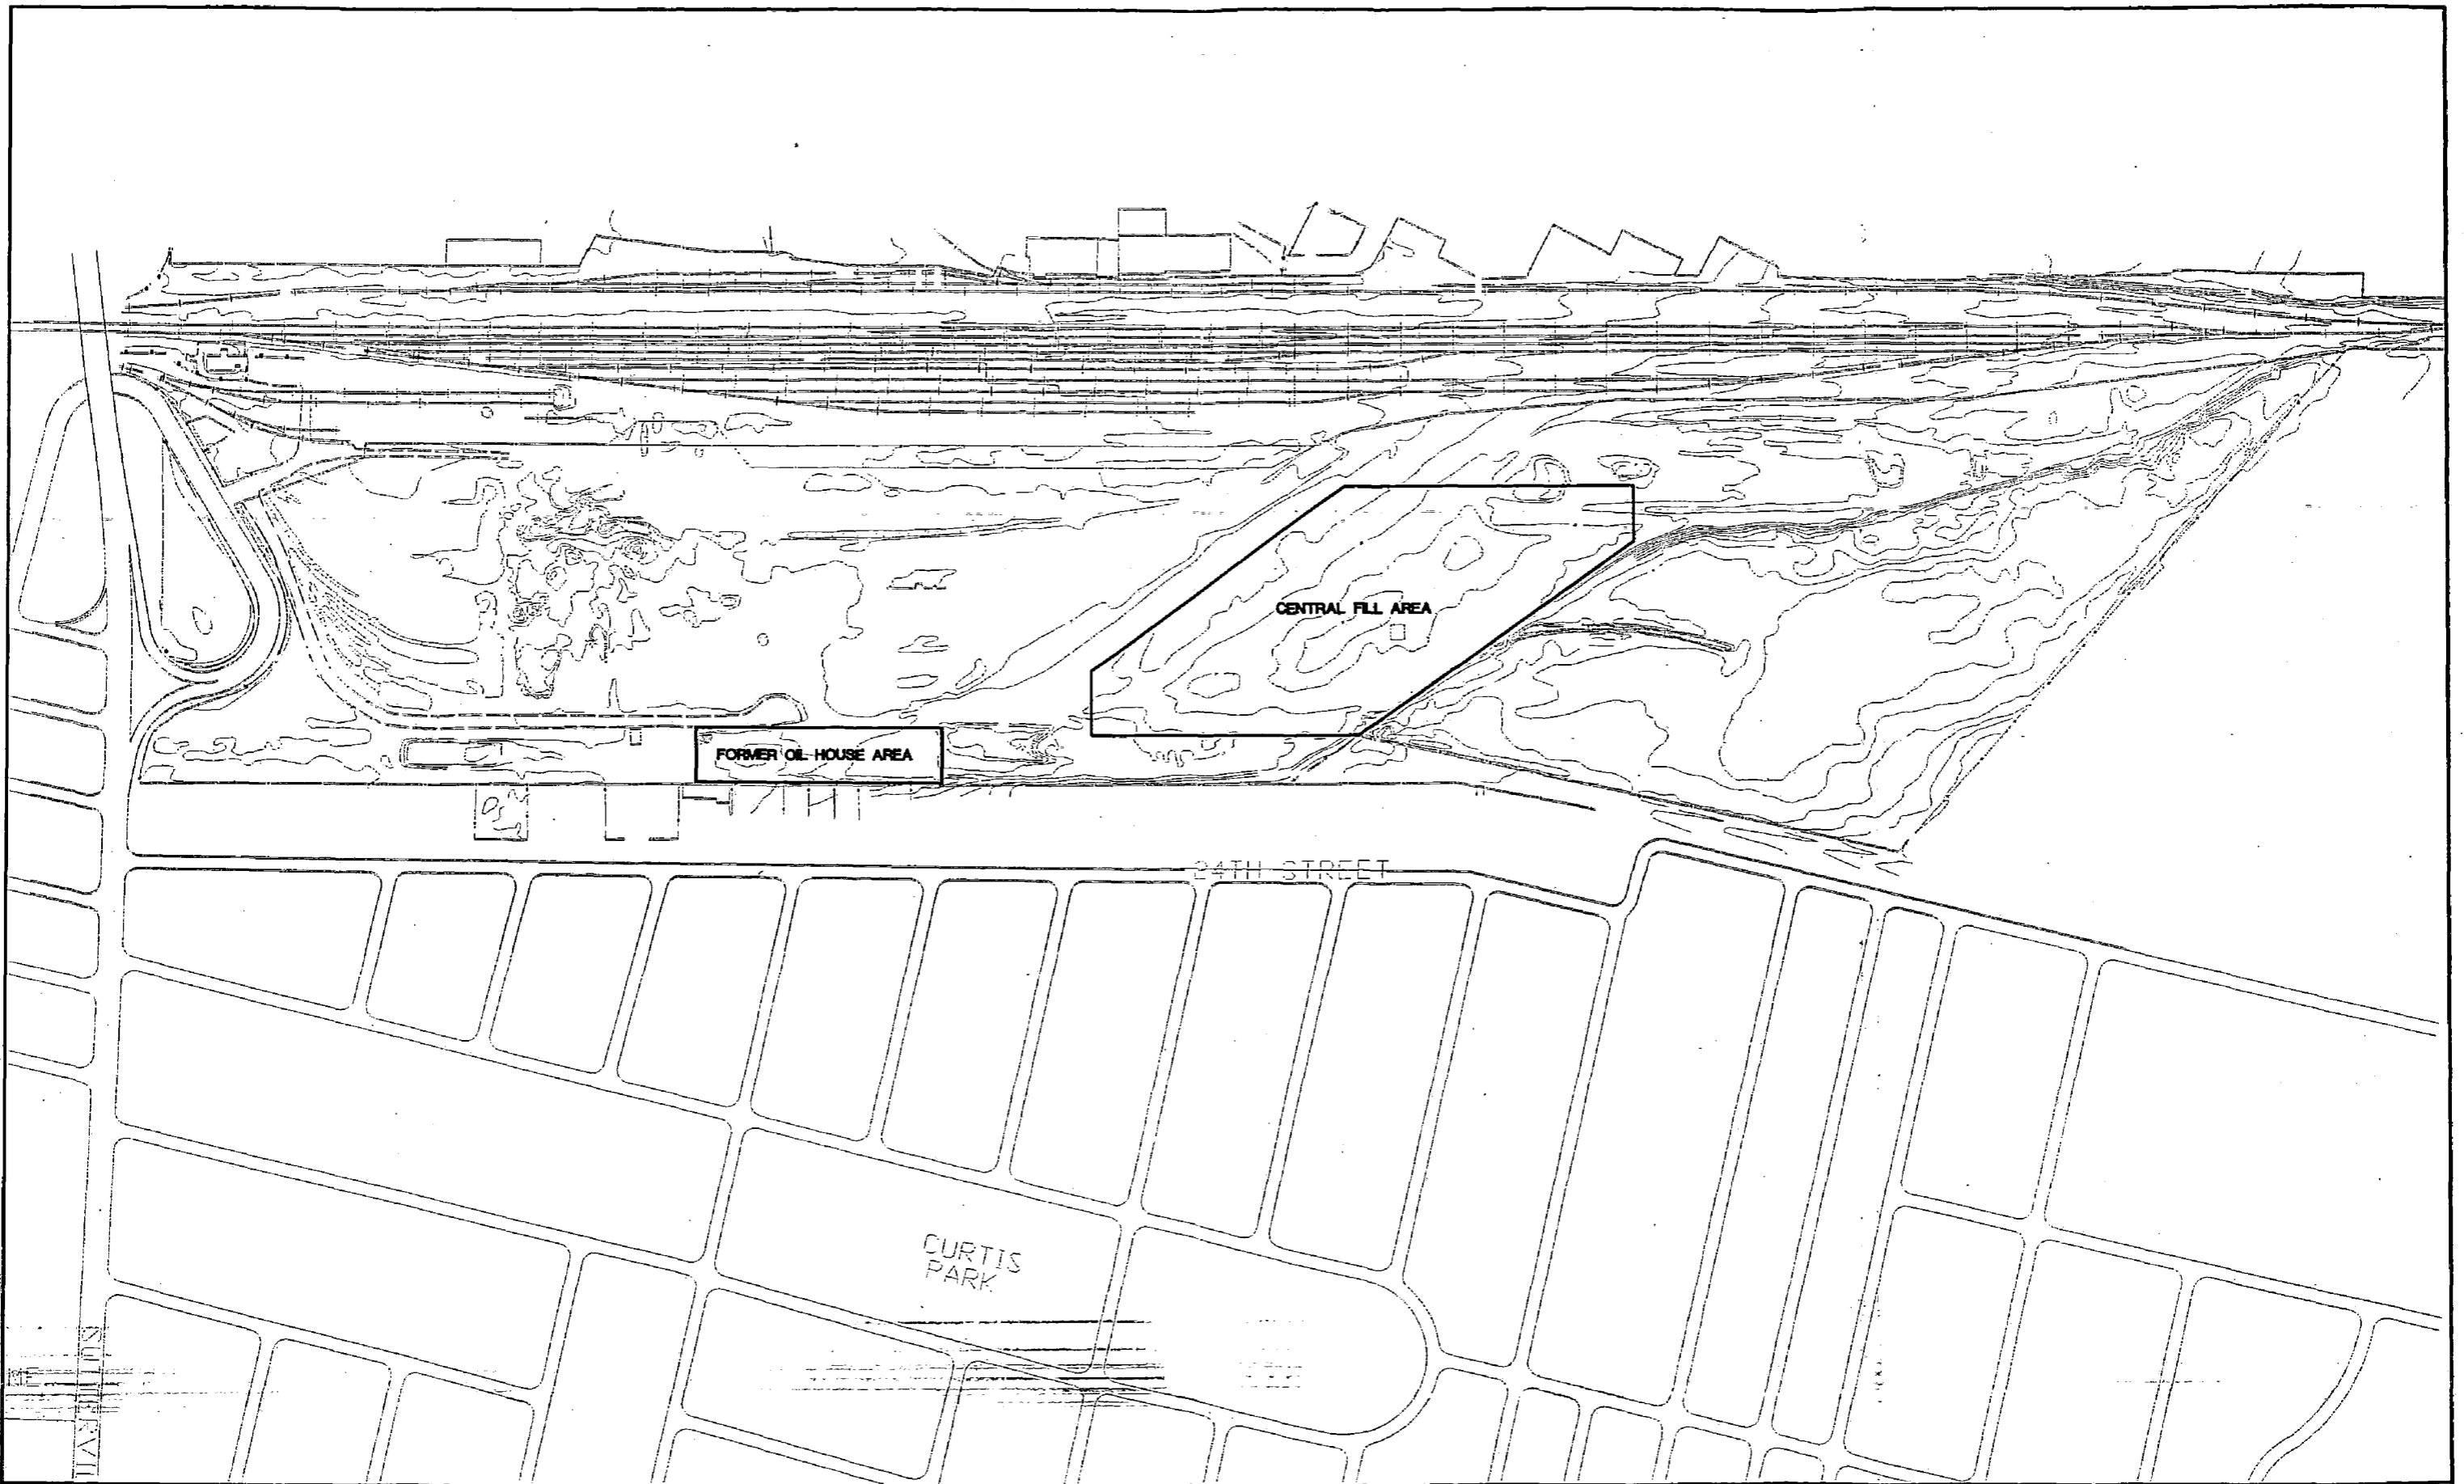 CENTRAL FILL AREA
FORMER OIL HOUSE AREA
24TH STREET
CURTIS
PARK